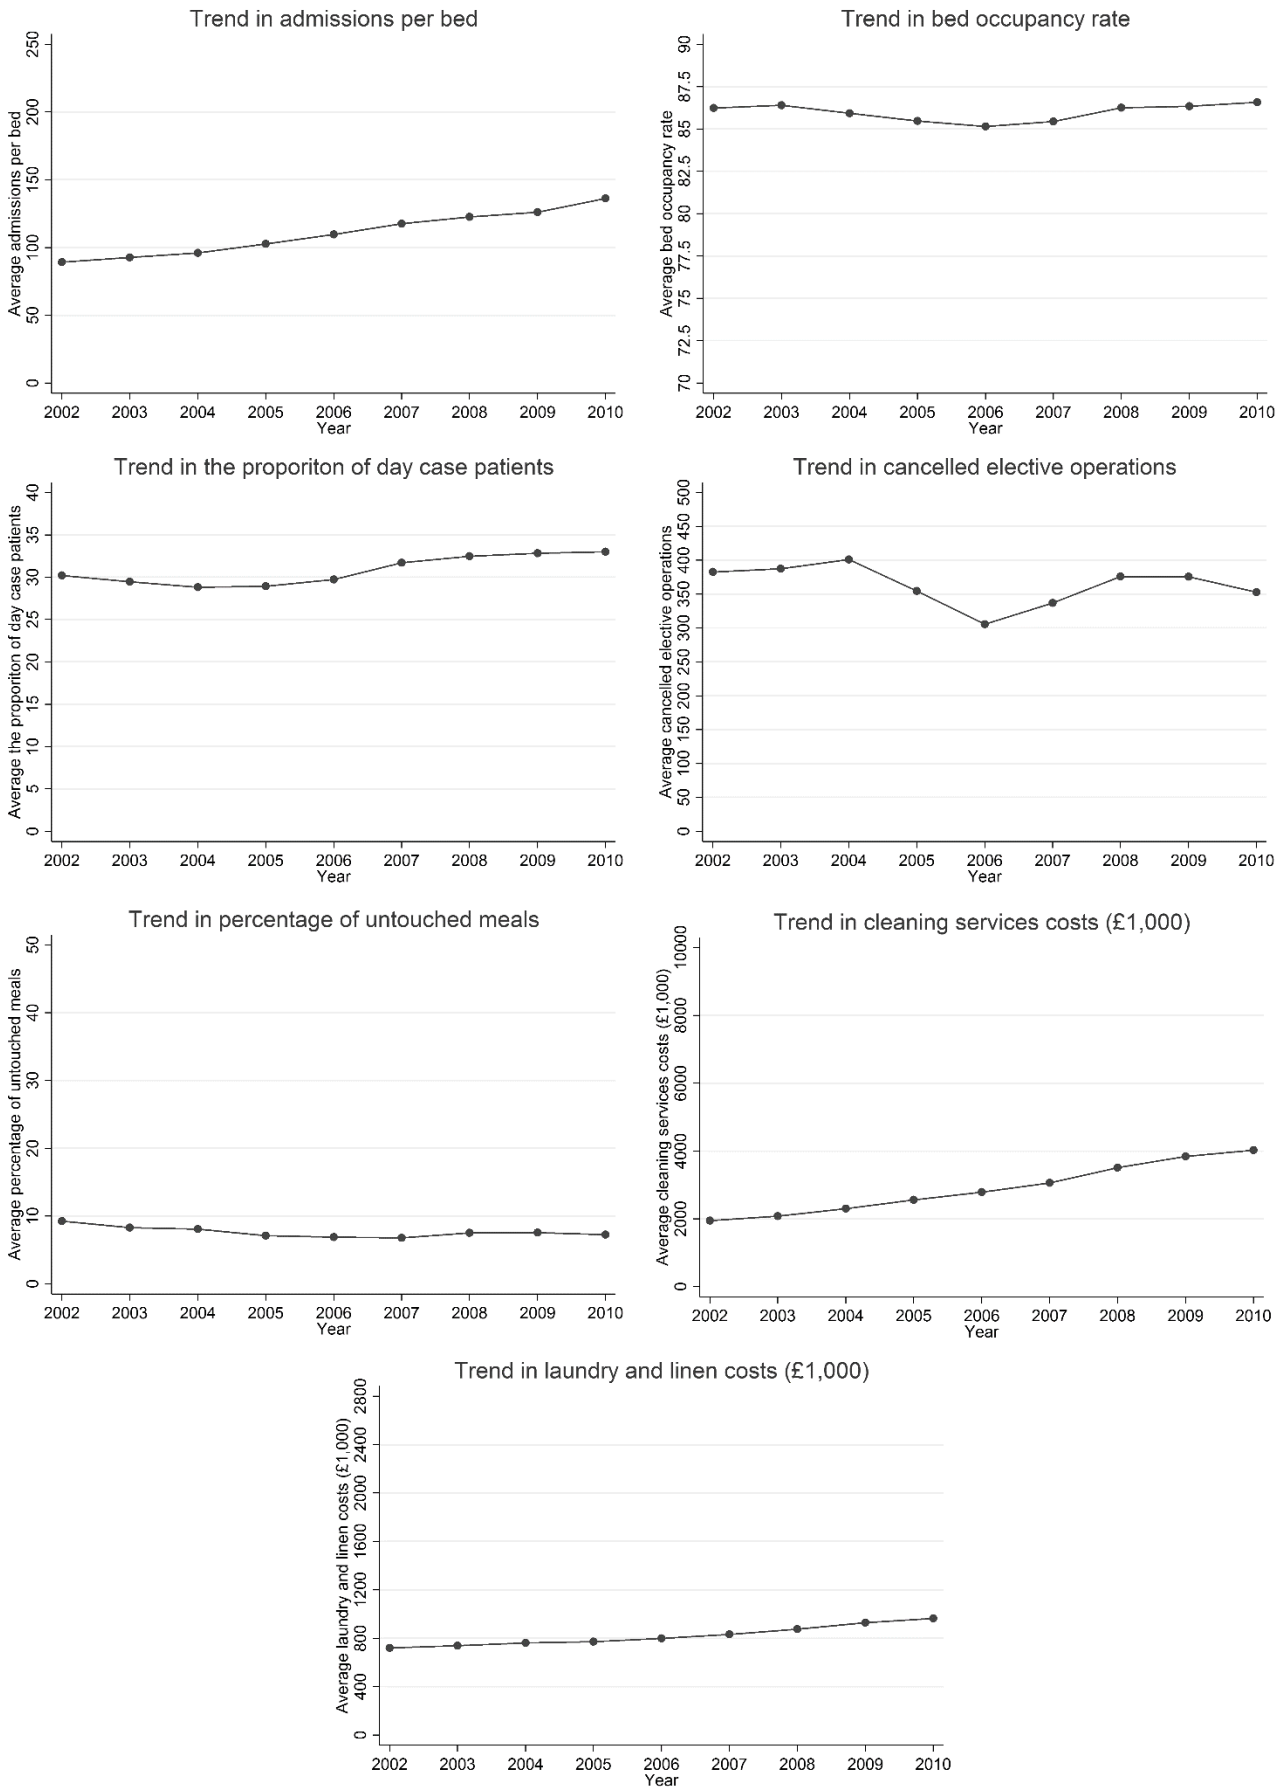 Trend in admissions per bed
Average admissions per bed
250
200
150
100
50
0
2002 2003 2004 2005 2006 2007 2008 2009 2010
Year
Trend in bed occupancy rate
Average bed occupancy rate
90
87.5
85
82.5
80
77.5
75
72.5
70
2002 2003 2004 2005 2006 2007 2008 2009 2010
Year
Trend in the proporiton of day case patients
Average the proporiton of day case patients
40
35
30
25
20
15
10
5
0
2002 2003 2004 2005 2006 2007 2008 2009 2010
Year
Trend in cancelled elective operations
Average cancelled elective operations
500
450
400
350
300
250
200
150
100
50
0
2002 2003 2004 2005 2006 2007 2008 2009 2010
Year
Trend in percentage of untouched meals
Average percentage of untouched meals
50
40
30
20
10
0
2002 2003 2004 2005 2006 2007 2008 2009 2010
Year
Trend in cleaning services costs (£1,000)
Average cleaning services costs (£1,000)
10000
8000
6000
4000
2000
0
2002 2003 2004 2005 2006 2007 2008 2009 2010
Year
Trend in laundry and linen costs (£1,000)
Average laundry and linen costs (£1,000)
2800
2400
2000
1600
1200
800
400
0
2002 2003 2004 2005 2006 2007 2008 2009 2010
Year